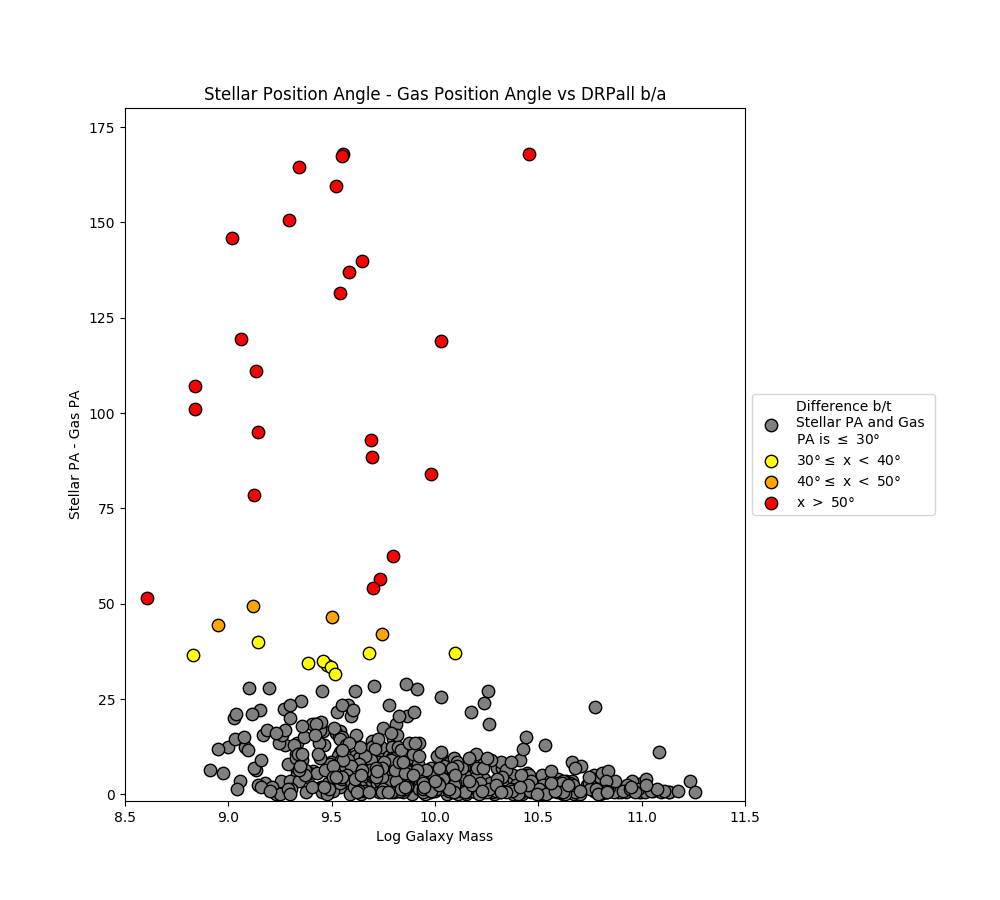 Stellar Position Angle - Gas Position Angle vs DRPall b/a
175
150
125
100
75
50
25
0
Stellar PA - Gas PA
8.5 9.0 9.5 10.0 10.5 11.0 11.5
Log Galaxy Mass
Difference b/t
Stellar PA and Gas
PA is ≤ 30°
30°≤ x < 40°
40°≤ x < 50°
x > 50°